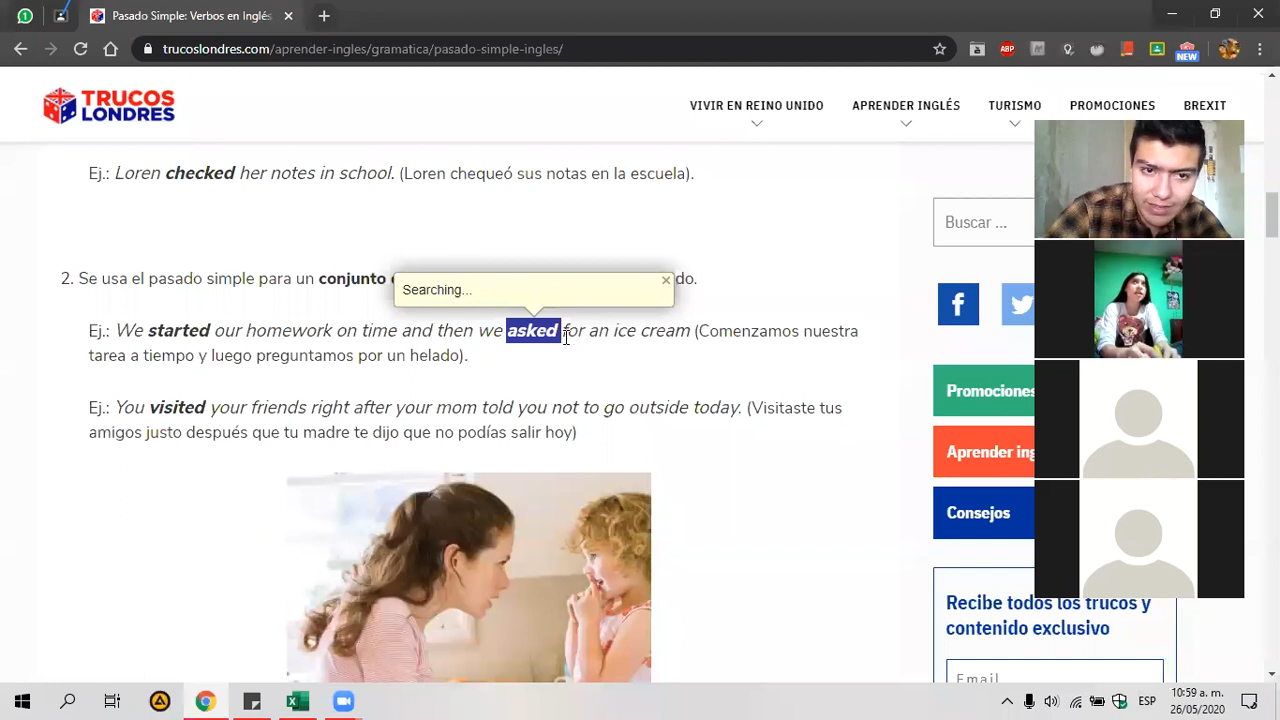 1
Pasado Simple: Verbos en Inglés
trucoslondres.com/aprender-ingles/gramatica/pasado-simple-ingles/
ABP
NEW
TRUCOS
LONDRES
VIVIR EN REINO UNIDO
APRENDER INGLÉS
TURISMO
PROMOCIONES
BREXIT
Ej.: Loren checked her notes in school. (Loren chequeó sus notas en la escuela).
Buscar ...
2. Se usa el pasado simple para un conjunto do.
Searching...
Ej.: We started our homework on time and then we asked for an ice cream (Comenzamos nuestra
tarea a tiempo y luego preguntamos por un helado).
Ej.: You visited your friends right after your mom told you not to go outside today. (Visitaste tus
amigos justo después que tu madre te dijo que no podías salir hoy)
Promociones
Aprender ing
Consejos
Recibe todos los trucos y
contenido exclusivo
Email
ESP
10:59 a. m.
26/05/2020